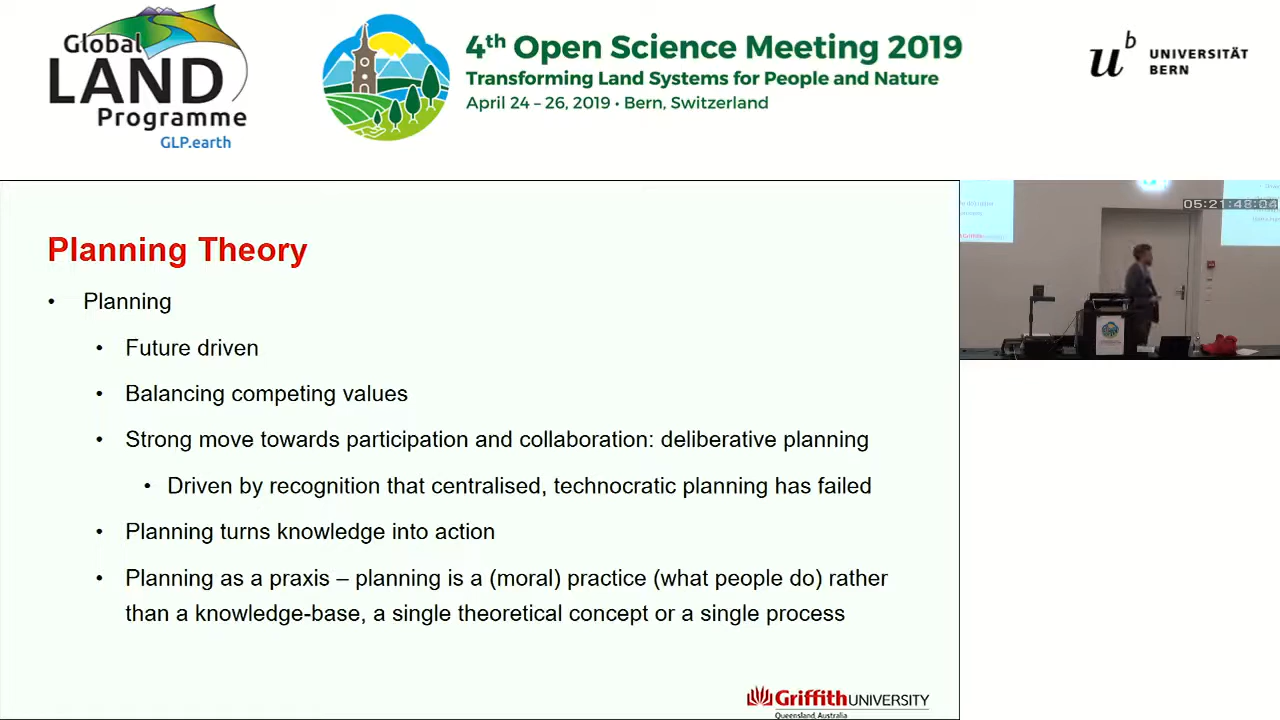 Global
LAND
Programme
GLP.earth
4th Open Science Meeting 2019
Transforming Land Systems for People and Nature
April 24 – 26, 2019 • Bern, Switzerland
u b
UNIVERSITÄT
BERN
Planning Theory
• Planning
• Future driven
• Balancing competing values
• Strong move towards participation and collaboration: deliberative planning
• Driven by recognition that centralised, technocratic planning has failed
• Planning turns knowledge into action
• Planning as a praxis – planning is a (moral) practice (what people do) rather
than a knowledge-base, a single theoretical concept or a single process
Griffith UNIVERSITY
Queensland, Australia
05:21:48:04